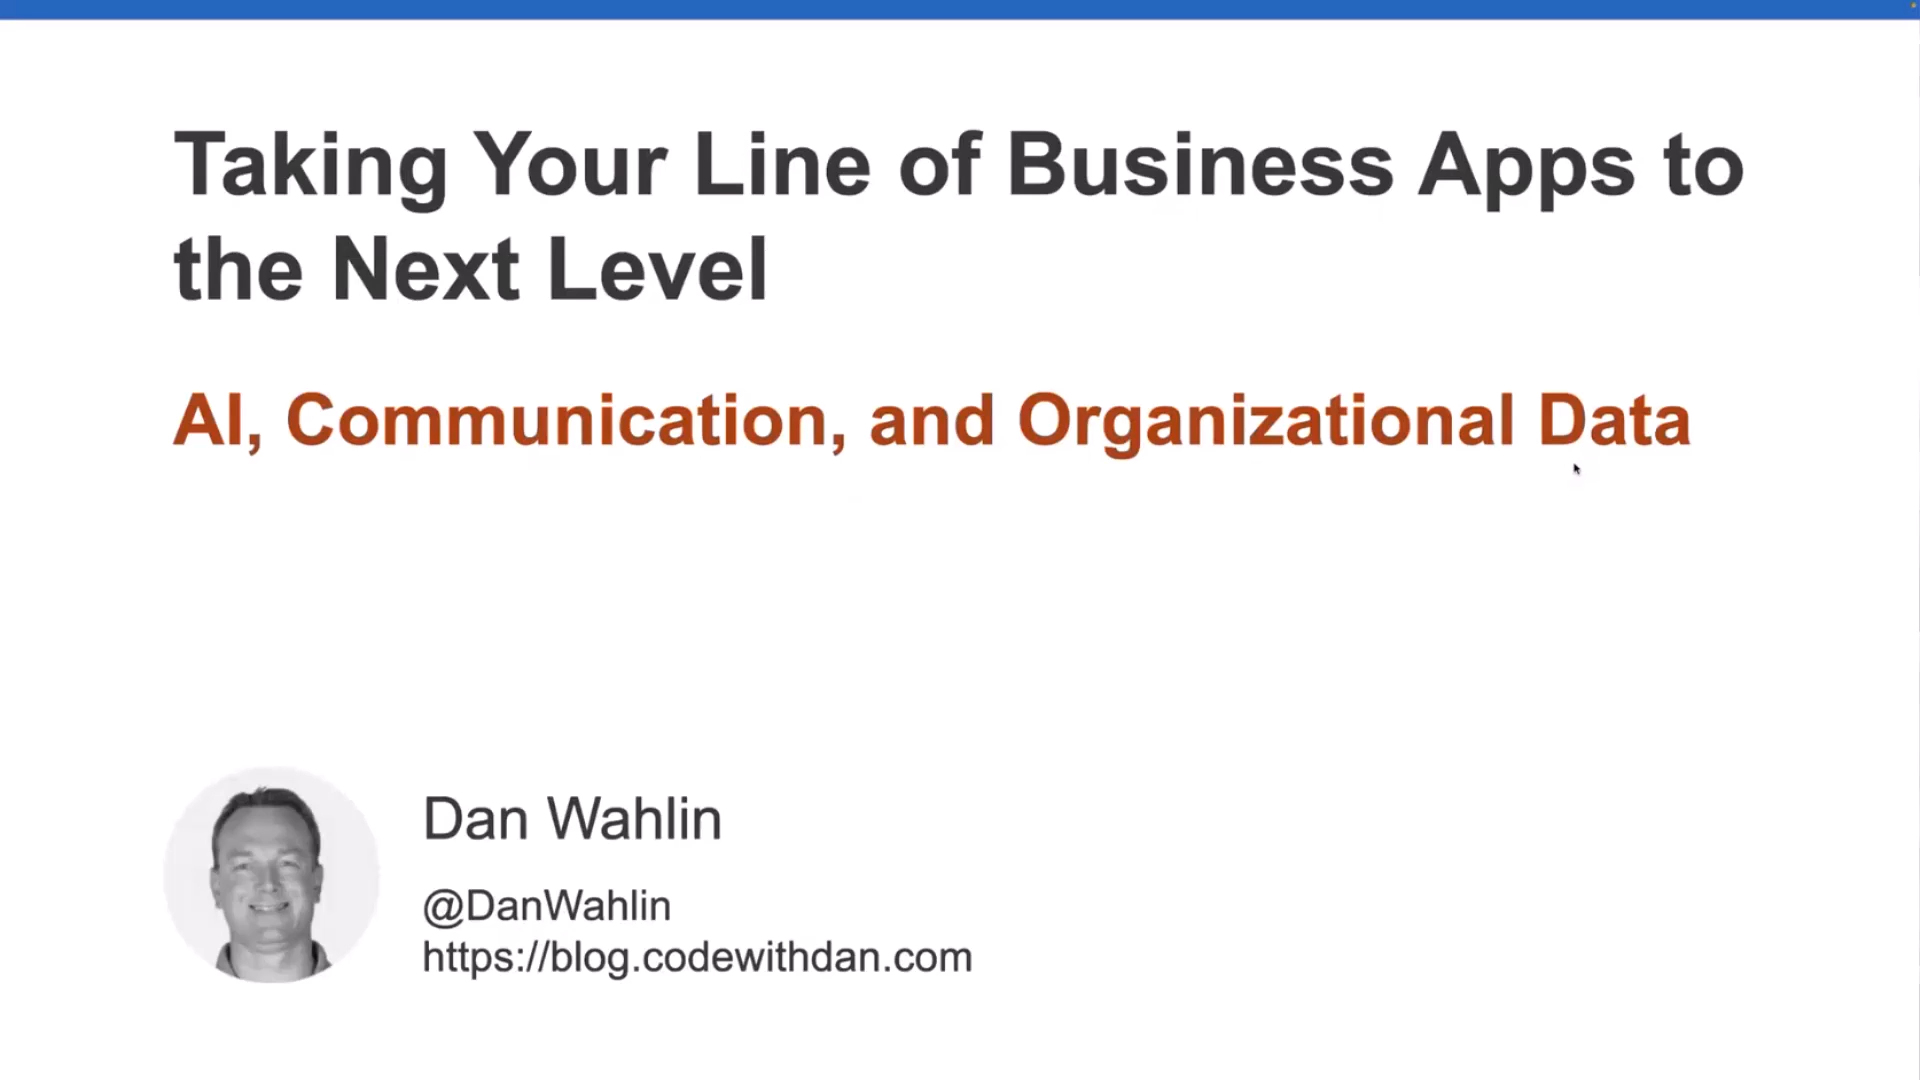 Taking Your Line of Business Apps to
the Next Level
AI, Communication, and Organizational Data
Dan Wahlin
@DanWahlin
https://blog.codewithdan.com